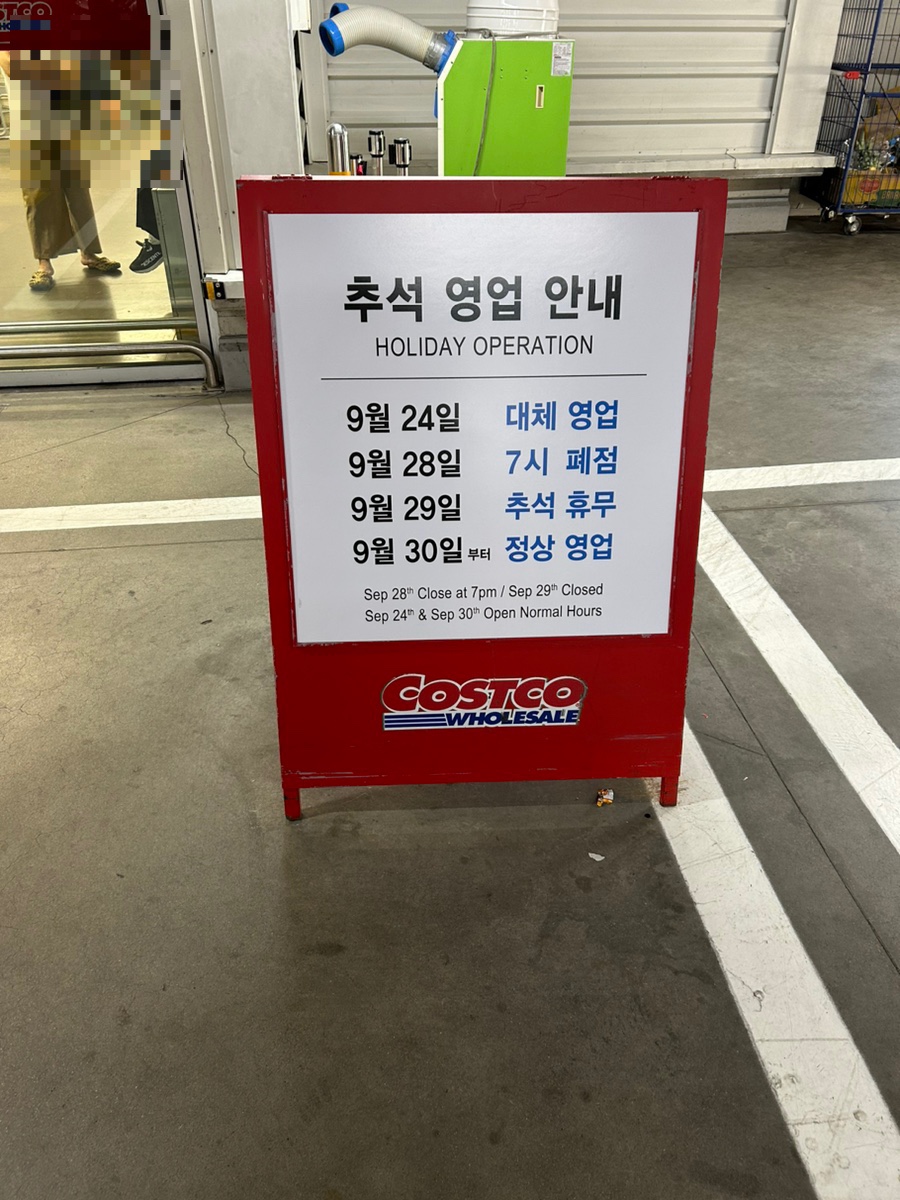 추석 영업 안내
HOLIDAY OPERATION
9월 24일 대체 영업
9월 28일 7시 폐점
9월 29일 추석 휴무
9월 30일부터 정상 영업
Sep 28th Close at 7pm / Sep 29th Closed
Sep 24th & Sep 30th Open Normal Hours
COSTCO
WHOLESALE